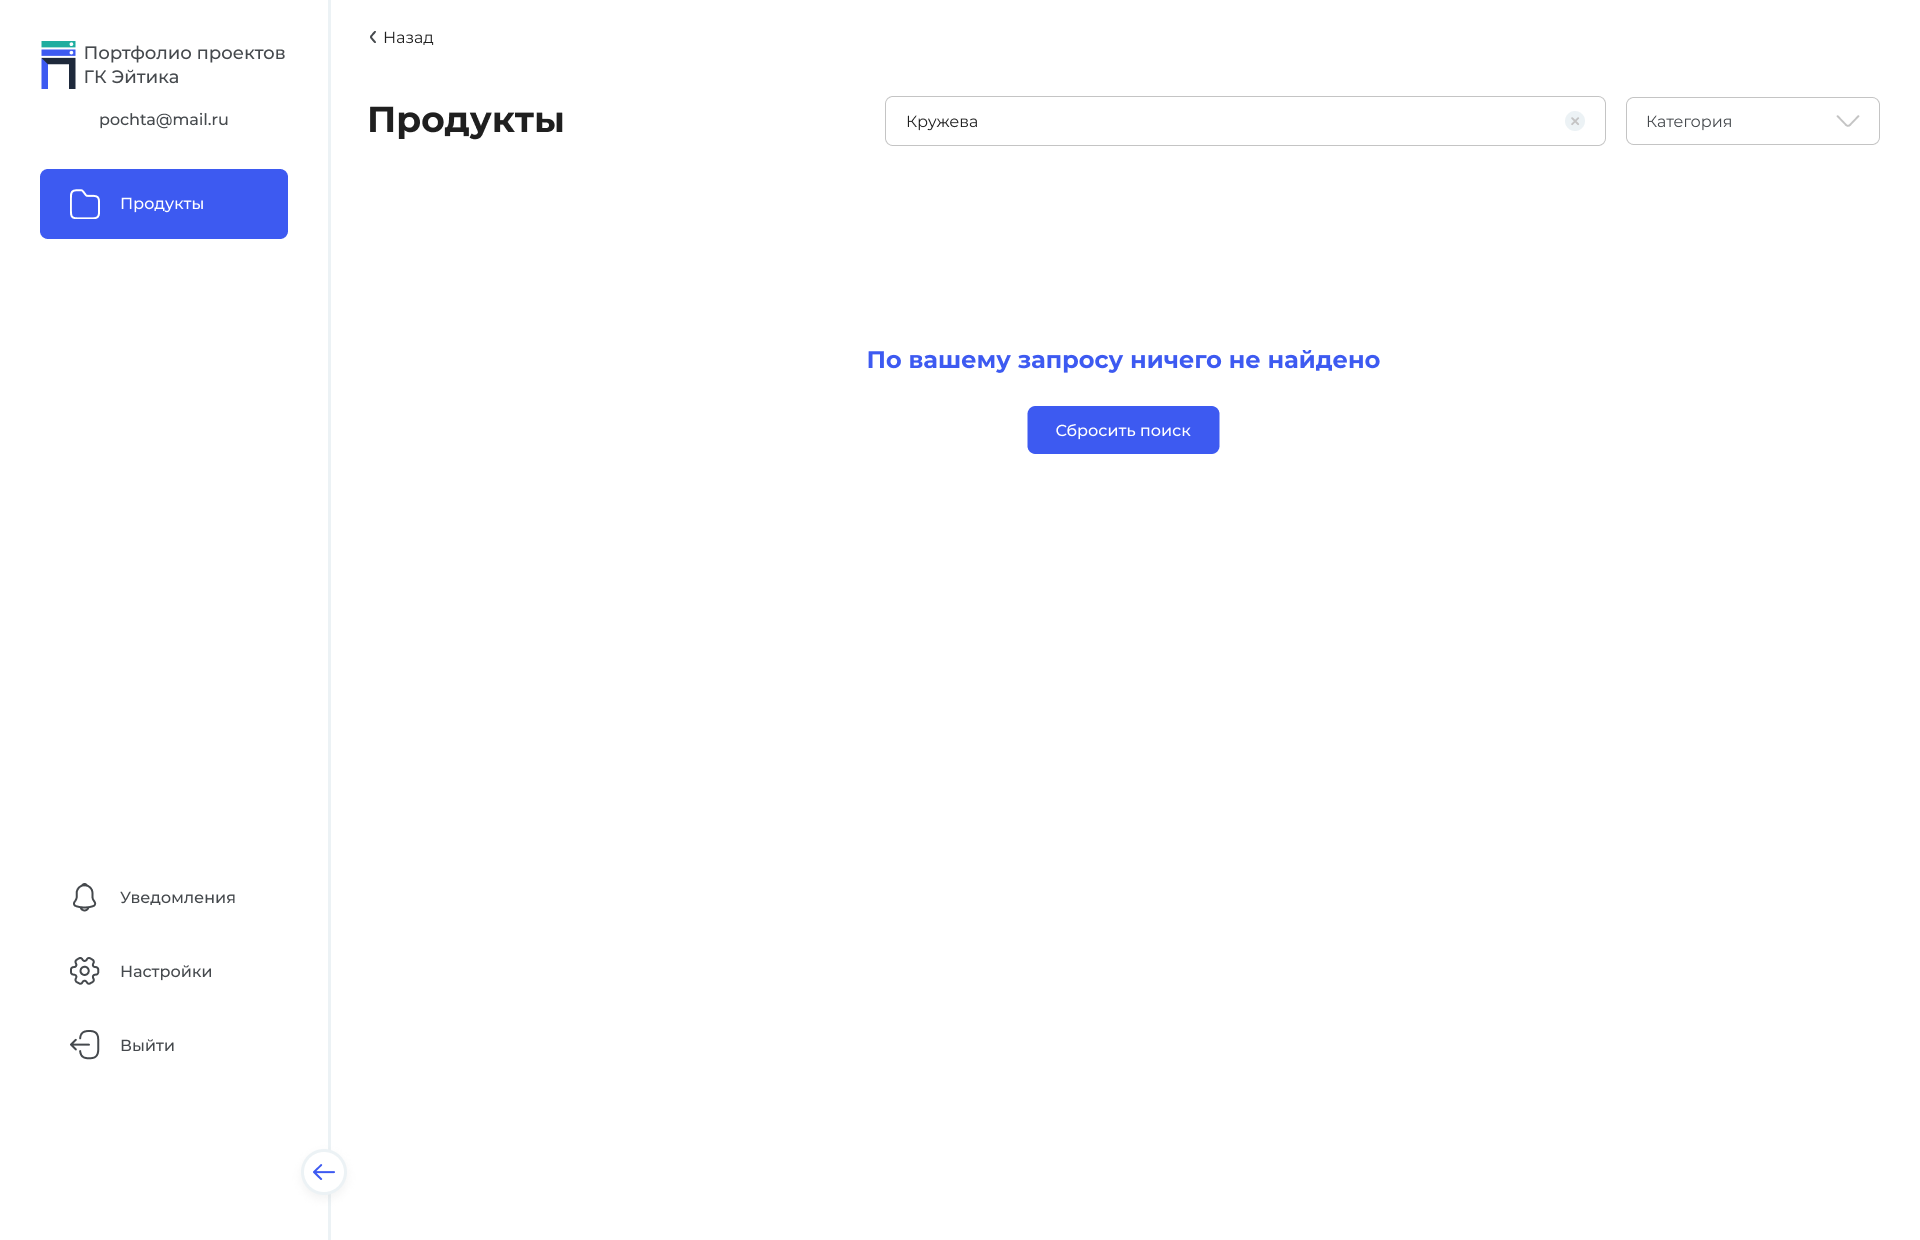 Портфолио проектов
ГК Эйтика
pochta@mail.ru
Продукты
Уведомления
Настройки
Выйти
Назад
Продукты
Кружева
Категория
По вашему запросу ничего не найдено
Сбросить поиск